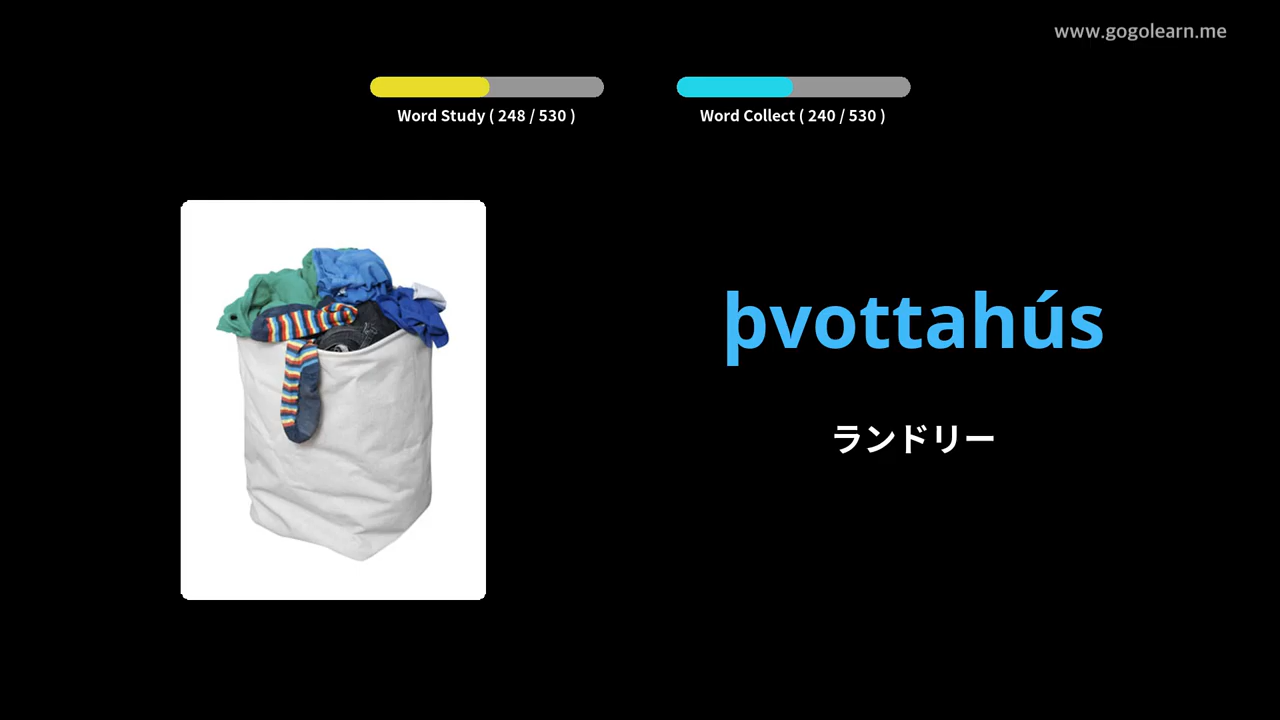 www.gogolearn.me
Word Study ( 248 / 530 )
Word Collect ( 240 / 530 )
þvottahús
ランドリー